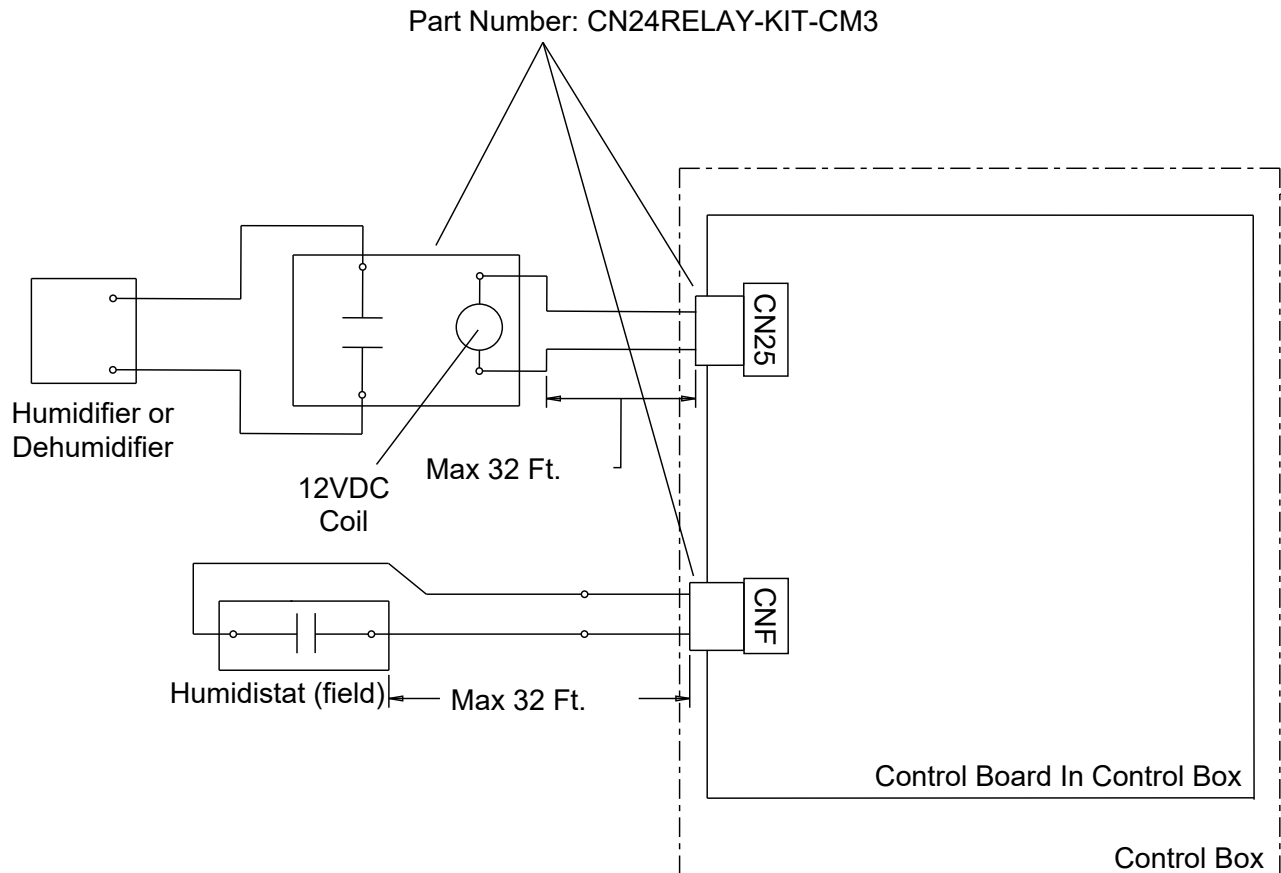 Part Number: CN24RELAY-KIT-CM3
CN25
Humidifier or
Dehumidifier
Max 32 Ft.
12VDC
Coil
CNF
Humidistat (field)
Max 32 Ft.
Control Board In Control Box
Control Box